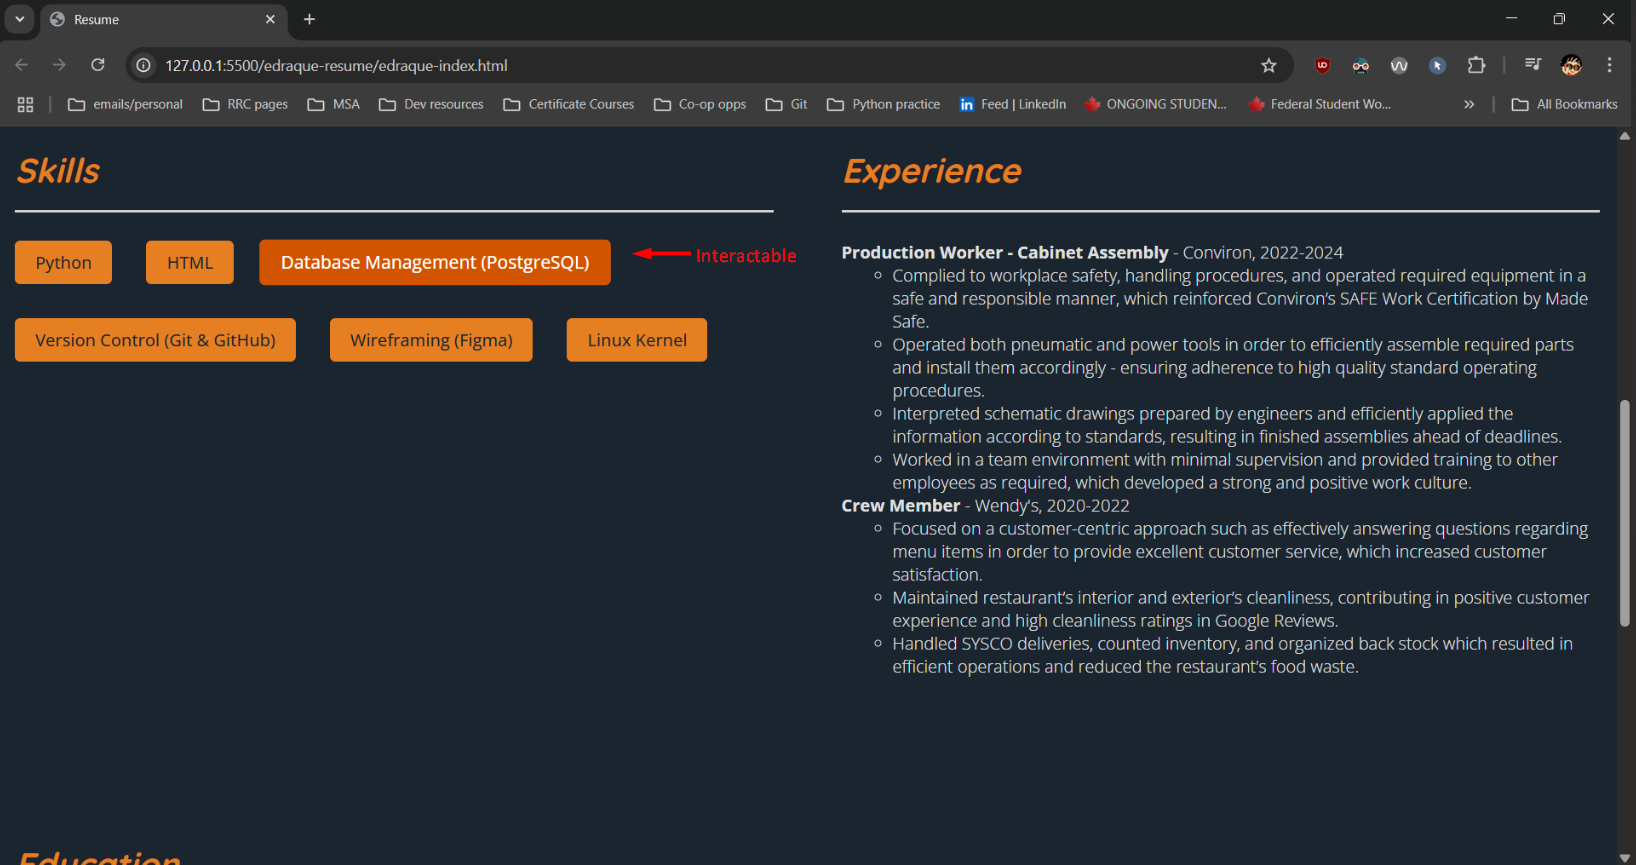 Resume
127.0.0.1:5500/edraque-resume/edraque-index.html
emails/personal
RRC pages
MSA
Dev resources
Certificate Courses
Co-op opps
Git
Python practice
in Feed | LinkedIn
ONGOING STUDEN...
Federal Student Wo...
All Bookmarks
Skills
Python
HTML
Database Management (PostgreSQL)
Interactable
Version Control (Git & GitHub)
Wireframing (Figma)
Linux Kernel
Experience
Production Worker - Cabinet Assembly - Conviron, 2022-2024
Complied to workplace safety, handling procedures, and operated required equipment in a
safe and responsible manner, which reinforced Conviron's SAFE Work Certification by Made
Safe.
Operated both pneumatic and power tools in order to efficiently assemble required parts
and install them accordingly - ensuring adherence to high quality standard operating
procedures.
Interpreted schematic drawings prepared by engineers and efficiently applied the
information according to standards, resulting in finished assemblies ahead of deadlines.
Worked in a team environment with minimal supervision and provided training to other
employees as required, which developed a strong and positive work culture.
Crew Member - Wendy's, 2020-2022
Focused on a customer-centric approach such as effectively answering questions regarding
menu items in order to provide excellent customer service, which increased customer
satisfaction.
Maintained restaurant's interior and exterior's cleanliness, contributing in positive customer
experience and high cleanliness ratings in Google Reviews.
Handled SYSCO deliveries, counted inventory, and organized back stock which resulted in
efficient operations and reduced the restaurant's food waste.
Education